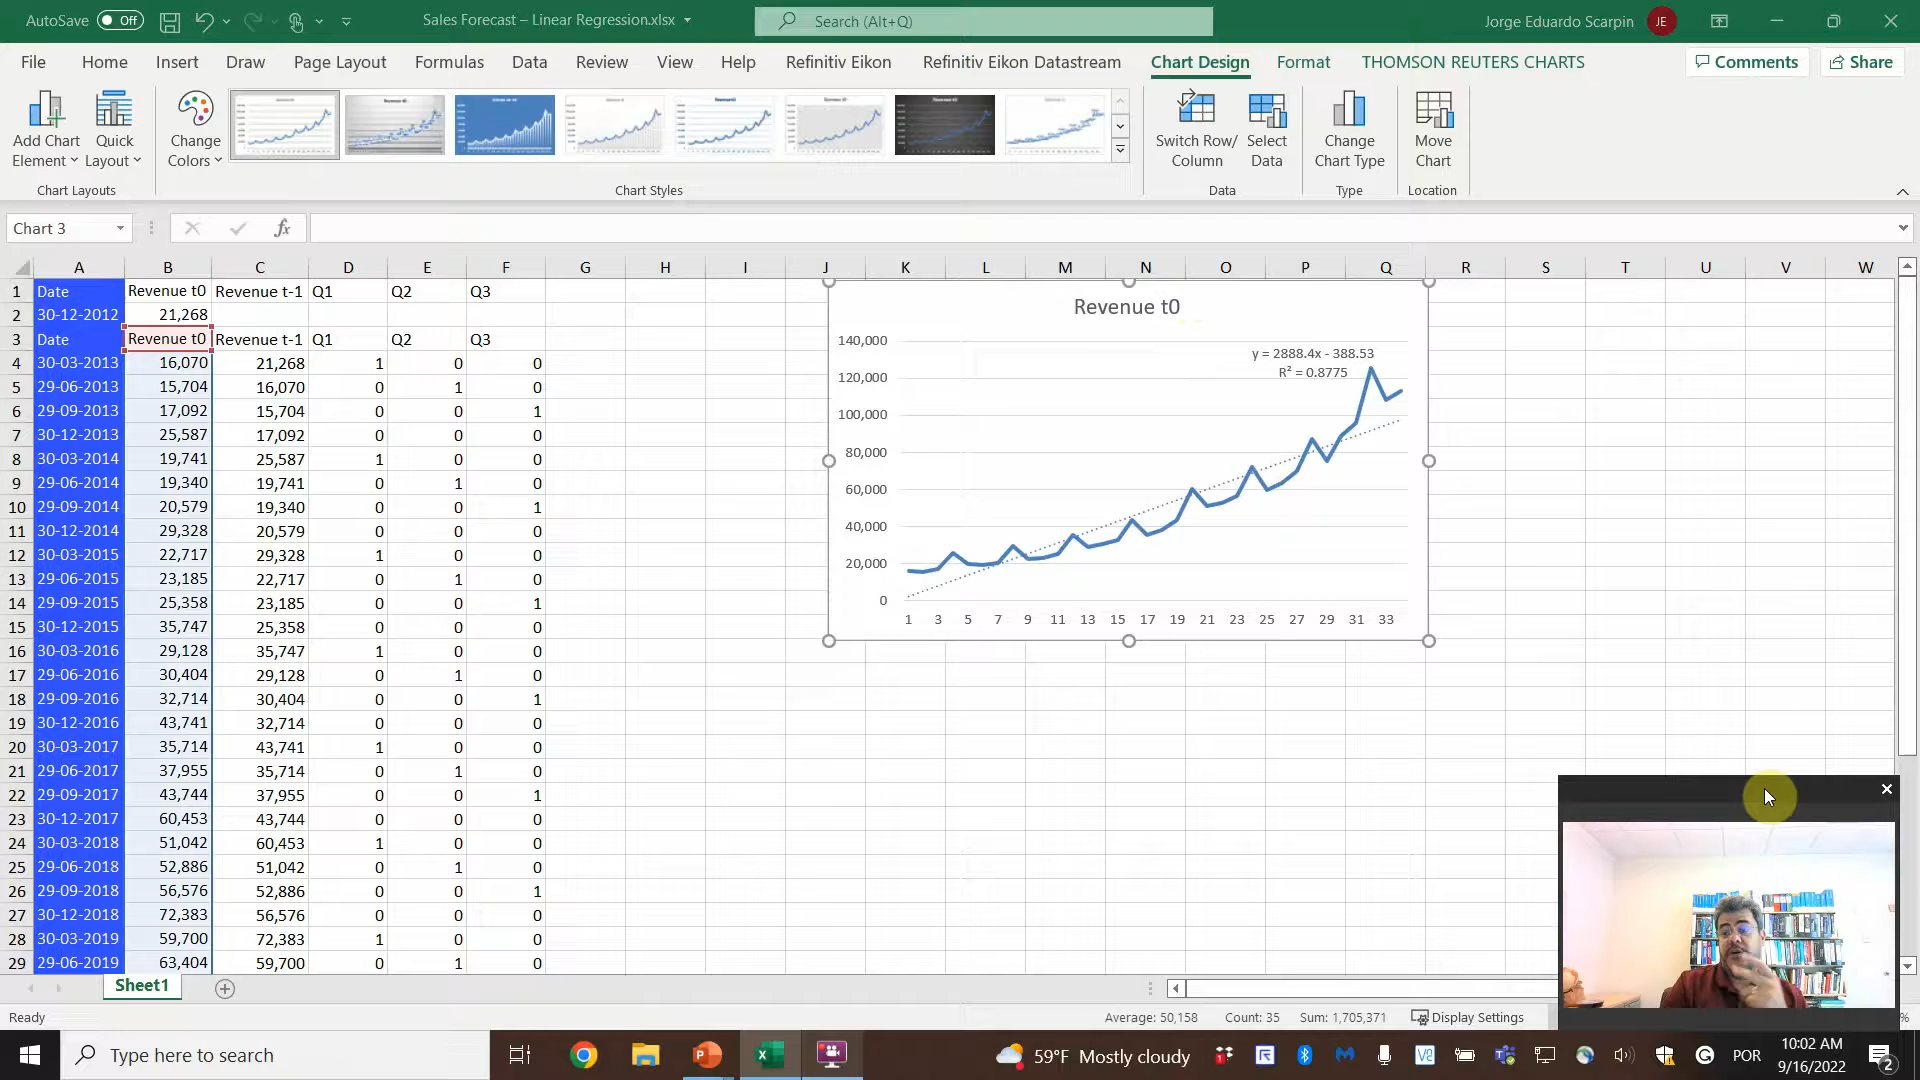 AutoSave Off Sales Forecast – Linear Regression.xlsx Search (Alt+Q) Jorge Eduardo Scarpin JE
File Home Insert Draw Page Layout Formulas Data Review View Help Refinitiv Eikon Refinitiv Eikon Datastream Chart Design Format THOMSON REUTERS CHARTS Comments Share
Add Chart Element Quick Layout Change Colors Switch Row/ Column Select Data Change Chart Type Move Chart
Chart Layouts Chart Styles Data Type Location
Chart 3 fx
A B C D E F G H I J K L M N O P Q R S T U V W
1 Date Revenue t0 Revenue t-1 Q1 Q2 Q3
2 30-12-2012 21,268
3 Date Revenue t0 Revenue t-1 Q1 Q2 Q3
4 30-03-2013 16,070 21,268 1 0 0
5 29-06-2013 15,704 16,070 0 1 0
6 29-09-2013 17,092 15,704 0 0 1
7 30-12-2013 25,587 17,092 0 0 0
8 30-03-2014 19,741 25,587 1 0 0
9 29-06-2014 19,340 19,741 0 1 0
10 29-09-2014 20,579 19,340 0 0 1
11 30-12-2014 29,328 20,579 0 0 0
12 30-03-2015 22,717 29,328 1 0 0
13 29-06-2015 23,185 22,717 0 1 0
14 29-09-2015 25,358 23,185 0 0 1
15 30-12-2015 35,747 25,358 0 0 0
16 30-03-2016 29,128 35,747 1 0 0
17 29-06-2016 30,404 29,128 0 1 0
18 29-09-2016 32,714 30,404 0 0 1
19 30-12-2016 43,741 32,714 0 0 0
20 30-03-2017 35,714 43,741 1 0 0
21 29-06-2017 37,955 35,714 0 1 0
22 29-09-2017 43,744 37,955 0 0 1
23 30-12-2017 60,453 43,744 0 0 0
24 30-03-2018 51,042 60,453 1 0 0
25 29-06-2018 52,886 51,042 0 1 0
26 29-09-2018 56,576 52,886 0 0 1
27 30-12-2018 72,383 56,576 0 0 0
28 30-03-2019 59,700 72,383 1 0 0
29 29-06-2019 63,404 59,700 0 1 0
Revenue t0
y = 2888.4x - 388.53
R² = 0.8775
140,000
120,000
100,000
80,000
60,000
40,000
20,000
0
1 3 5 7 9 11 13 15 17 19 21 23 25 27 29 31 33
Sheet1
Ready Average: 50,158 Count: 35 Sum: 1,705,371 Display Settings %
Type here to search 59°F Mostly cloudy POR 10:02 AM
9/16/2022 2